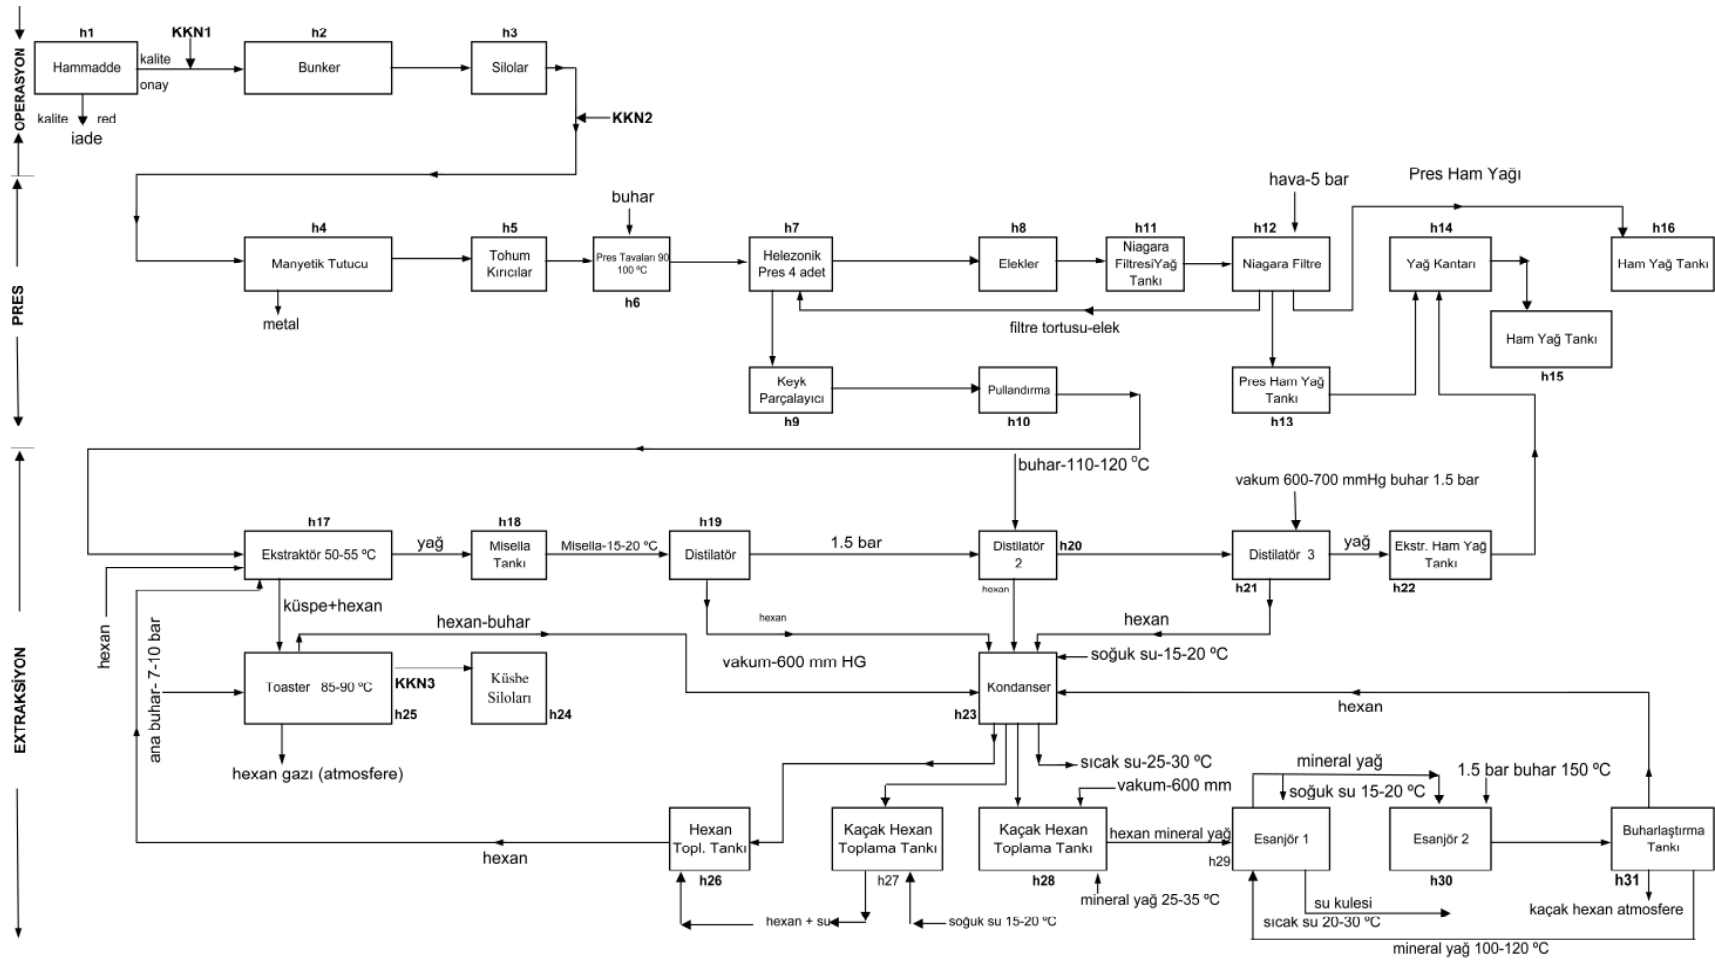 OPERASYON
h1
KKN1
h2
h3
Hammadde
kalite
onay
Bunker
Silolar
kalite red
iade
KKN2
PRES
buhar
hava-5 bar
Pres Ham Yağı
h4
h5
h7
h8
h11
h12
h14
h16
Manyetik Tutucu
Tohum
Kırıcılar
Pres Tavaları 90
100 ºC
h6
Helezonik
Pres 4 adet
Elekler
Niagara
FiltresiYağ
Tankı
Niagara Filtre
Yağ Kantarı
Ham Yağ Tankı
metal
filtre tortusu-elek
Ham Yağ Tankı
h15
Keyk
Parçalayıcı
h9
Pullandırma
h10
Pres Ham Yağ
Tankı
h13
EXTRAKSİYON
buhar-110-120 ºC
vakum 600-700 mmHg buhar 1.5 bar
h17
h18
h19
Ekstraktör 50-55 ºC
yağ
Misella
Tankı
Misella-15-20 ºC
Distilatör
1.5 bar
Distilatör
2
h20
Distilatör 3
h21
yağ
Ekstr. Ham Yağ
Tankı
h22
hexan
ana buhar- 7-10 bar
küspe+hexan
hexan-buhar
hexan
hexan
hexan
vakum-600 mm HG
soğuk su-15-20 ºC
Toaster 85-90 ºC
KKN3
h25
Küsbe
Siloları
h24
Kondanser
h23
hexan
hexan gazı (atmosfere)
sıcak su-25-30 ºC
vakum-600 mm
mineral yağ
soğuk su 15-20 ºC
1.5 bar buhar 150 ºC
hexan
Hexan
Topl. Tankı
h26
Kaçak Hexan
Toplama Tankı
h27
Kaçak Hexan
Toplama Tankı
h28
hexan mineral yağ
h29
Esanjör 1
Esanjör 2
h30
Buharlaştırma
Tankı
h31
hexan + su
soğuk su 15-20 ºC
mineral yağ 25-35 ºC
su kulesi
sıcak su 20-30 ºC
kaçak hexan atmosfere
mineral yağ 100-120 ºC